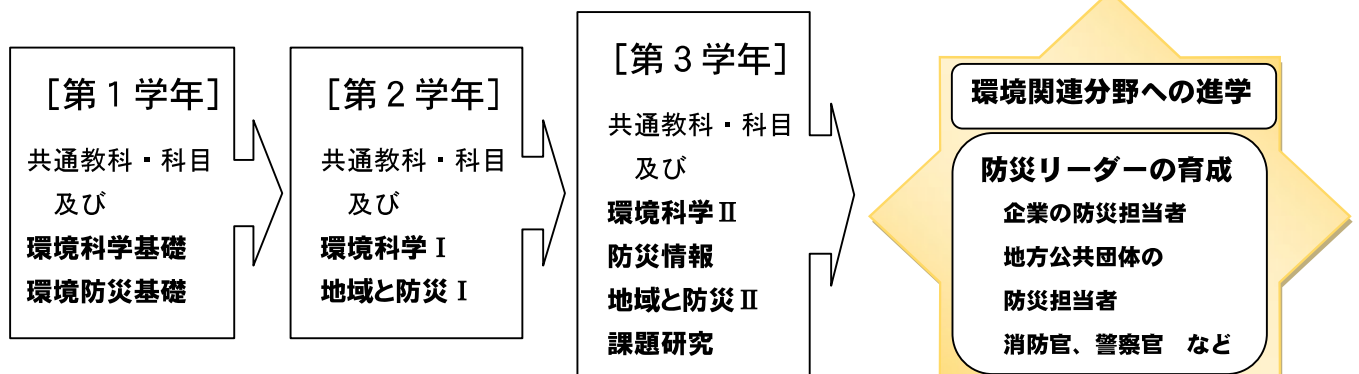 [第1学年]
共通教科・科目
及び
環境科学基礎
環境防災基礎
[第2学年]
共通教科・科目
及び
環境科学Ⅰ
地域と防災Ⅰ
[第3学年]
共通教科・科目
及び
環境科学Ⅱ
防災情報
地域と防災Ⅱ
課題研究
環境関連分野への進学
防災リーダーの育成
企業の防災担当者
地方公共団体の
防災担当者
消防官、警察官 など